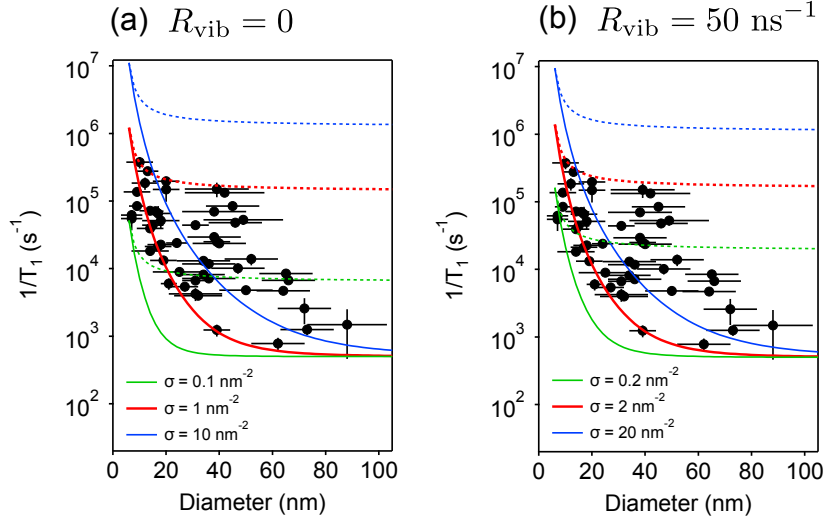 (a) R_vib = 0
10^7
10^6
10^5
10^4
10^3
10^2
1/T_1 (s^-1)
σ = 0.1 nm^-2
σ = 1 nm^-2
σ = 10 nm^-2
0 20 40 60 80 100
Diameter (nm)
(b) R_vib = 50 ns^-1
10^7
10^6
10^5
10^4
10^3
10^2
1/T_1 (s^-1)
σ = 0.2 nm^-2
σ = 2 nm^-2
σ = 20 nm^-2
0 20 40 60 80 100
Diameter (nm)